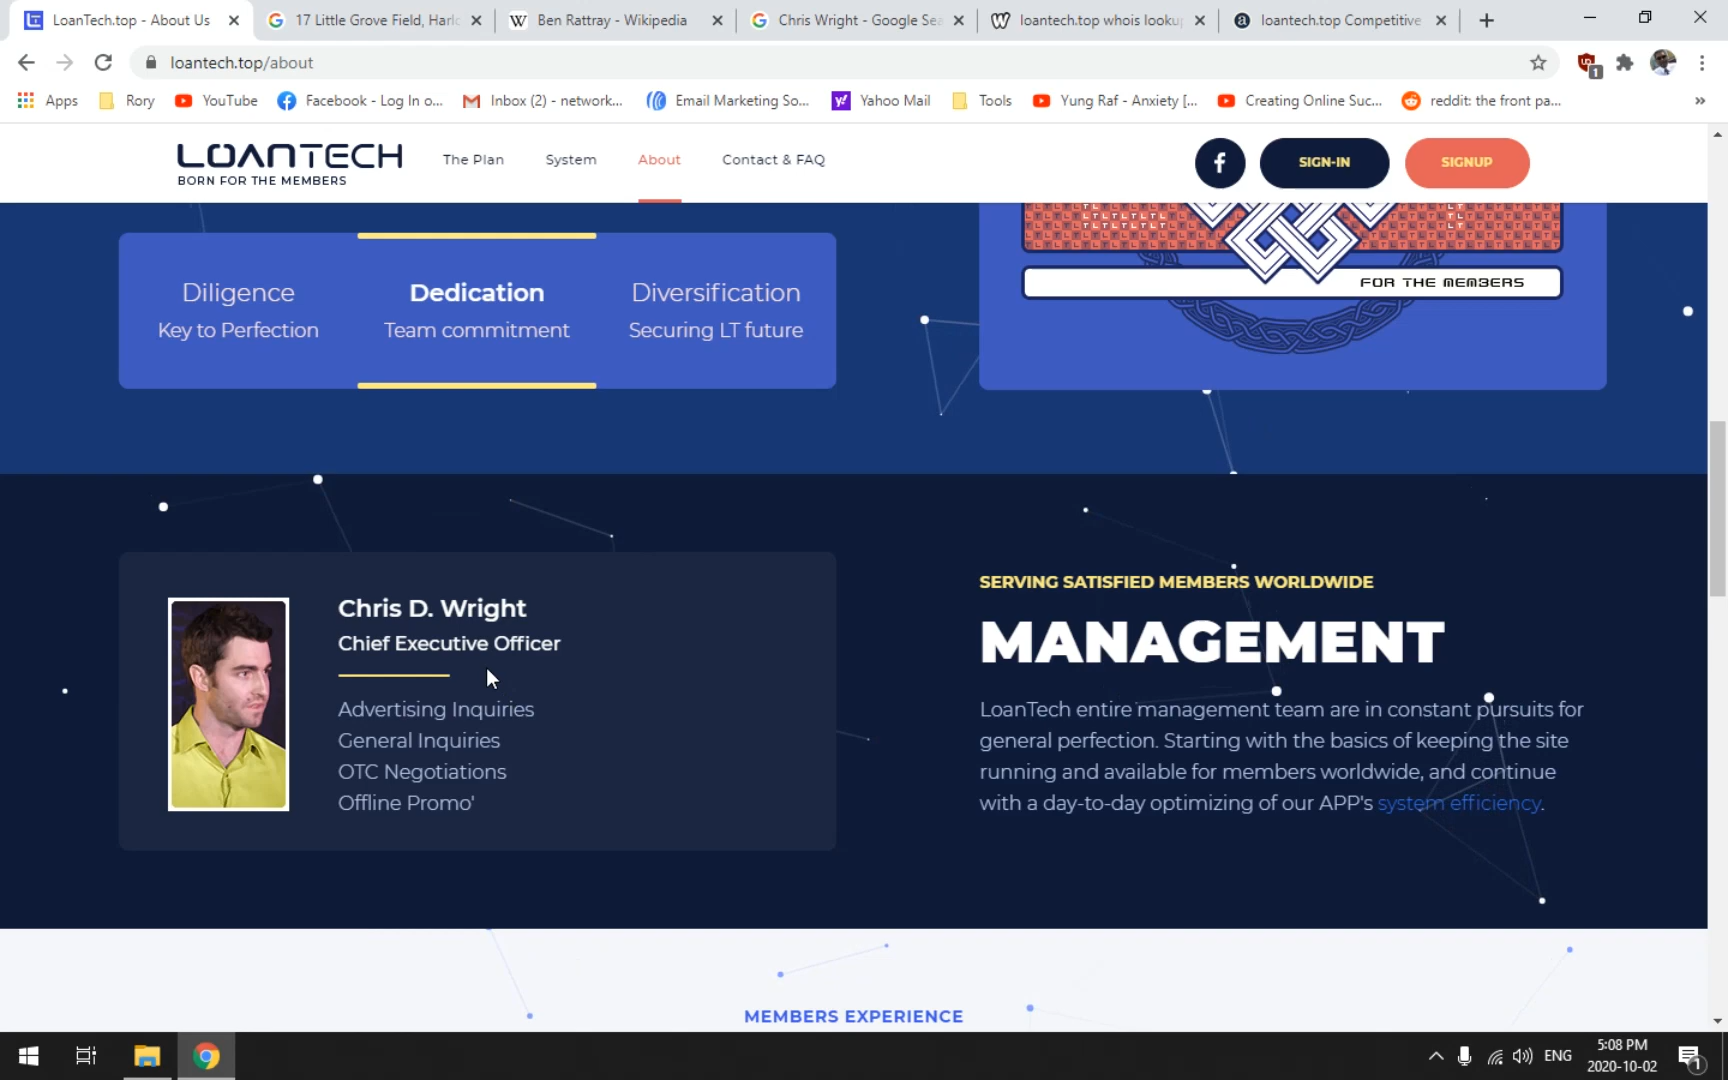 LoanTech.top - About Us
17 Little Grove Field, Harlo
Ben Rattray - Wikipedia
Chris Wright - Google Sea
loantech.top whois looku
loantech.top Competitive
loantech.top/about
Apps
Rory
YouTube
Facebook - Log In o...
Inbox (2) - network...
Email Marketing So...
Yahoo Mail
Tools
Yung Raf - Anxiety [...
Creating Online Suc...
reddit: the front pa...
LOANTECH
BORN FOR THE MEMBERS
The Plan
System
About
Contact & FAQ
SIGN-IN
SIGNUP
Diligence
Key to Perfection
Dedication
Team commitment
Diversification
Securing LT future
FOR THE MEMBERS
Chris D. Wright
Chief Executive Officer
Advertising Inquiries
General Inquiries
OTC Negotiations
Offline Promo'
SERVING SATISFIED MEMBERS WORLDWIDE
MANAGEMENT
LoanTech entire management team are in constant pursuits for
general perfection. Starting with the basics of keeping the site
running and available for members worldwide, and continue
with a day-to-day optimizing of our APP's system efficiency.
MEMBERS EXPERIENCE
ENG
5:08 PM
2020-10-02
1